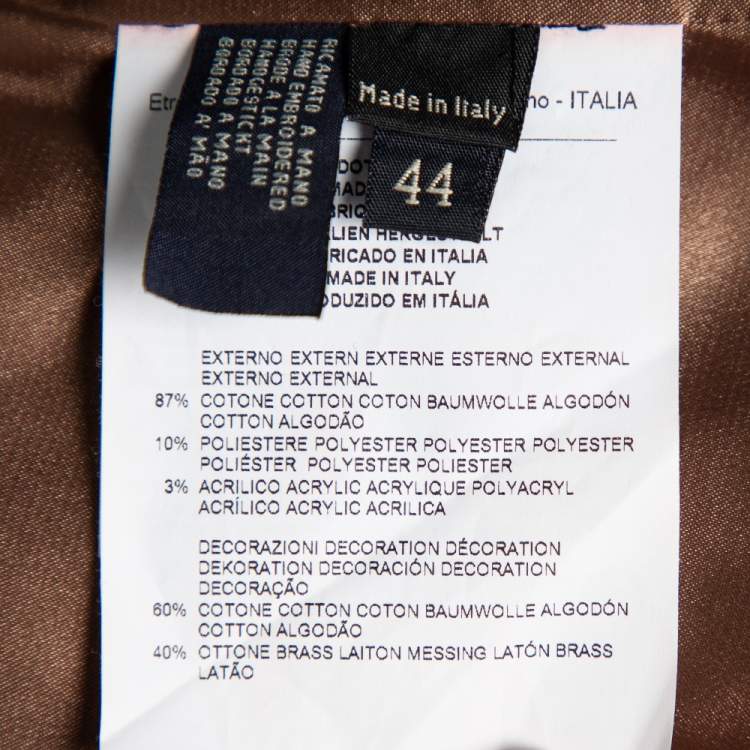 RICAMATO A MANO
HAND EMBROIDERED
BRODE A LA MAIN
HANDGESTICKT
BORDADO A MANO
BORDADO A' MÃO
Made in Italy
44
- ITALIA
EN ITALIA
MADE IN ITALY
EM ITÁLIA
EXTERNO EXTERN EXTERNE ESTERNO EXTERNAL
EXTERNO EXTERNAL
87% COTONE COTTON COTON BAUMWOLLE ALGODÓN
COTTON ALGODÃO
10% POLIESTERE POLYESTER POLYESTER POLYESTER
POLIÉSTER POLYESTER POLIESTER
3% ACRILICO ACRYLIC ACRYLIQUE POLYACRYL
ACRÍLICO ACRYLIC ACRILICA
DECORAZIONI DECORATION DÉCORATION
DEKORATION DECORACIÓN DECORATION
DECORAÇÃO
60% COTONE COTTON COTON BAUMWOLLE ALGODÓN
COTTON ALGODÃO
40% OTTONE BRASS LAITON MESSING LATÓN BRASS
LATÃO